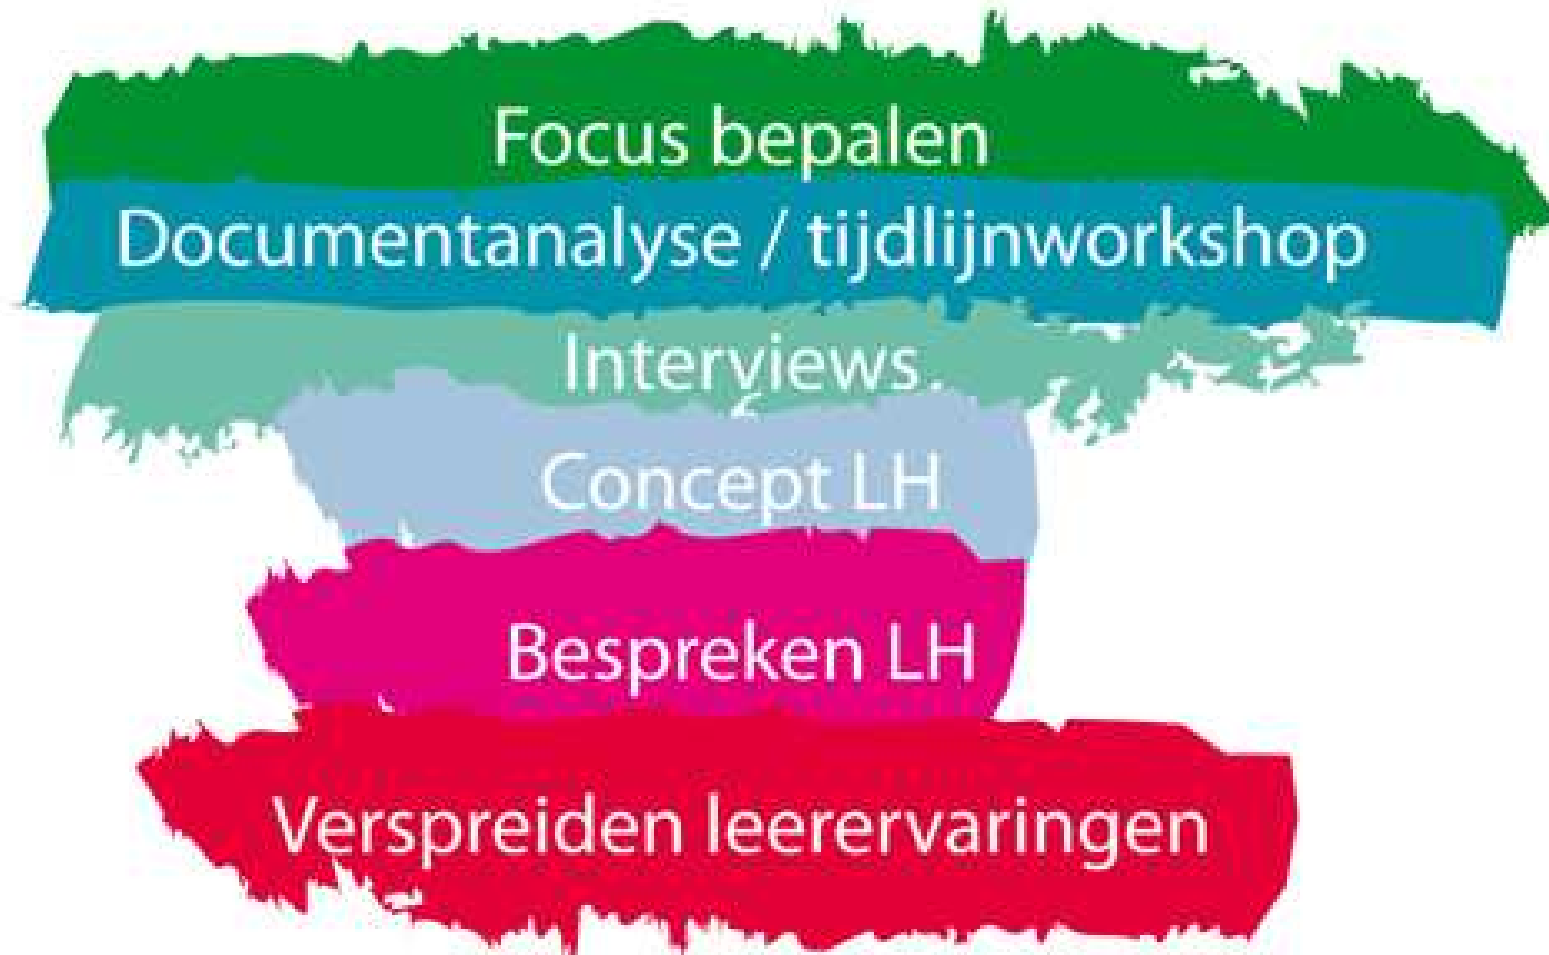 Focus bepalen
Documentanalyse / tijdlijnworkshop
Interviews
Concept LH
Bespreken LH
Verspreiden leerervaringen